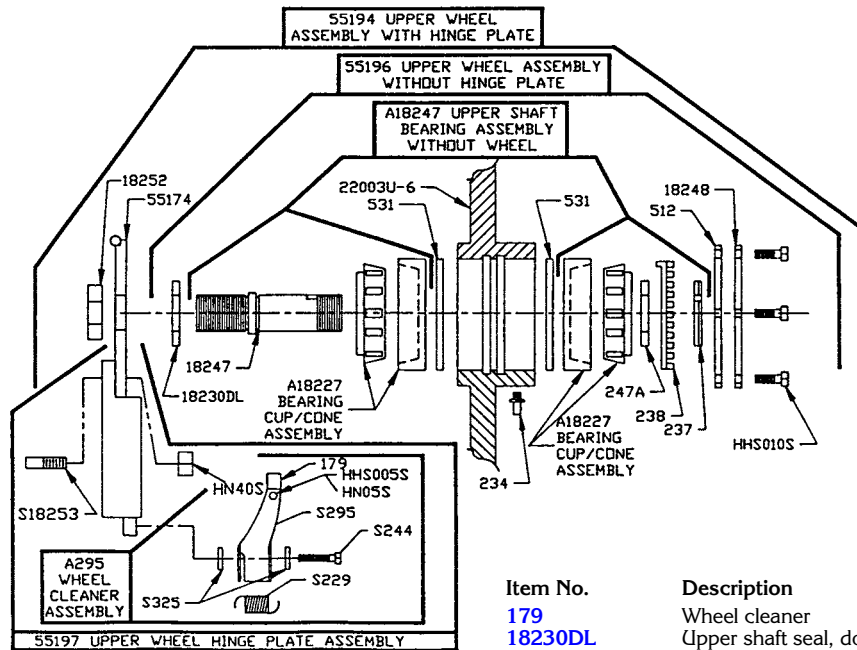 55194 UPPER WHEEL
ASSEMBLY WITH HINGE PLATE
55196 UPPER WHEEL ASSEMBLY
WITHOUT HINGE PLATE
A18247 UPPER SHAFT
BEARING ASSEMBLY
WITHOUT WHEEL
18252
55174
22003U-6
531
531
18248
512
18247
18230DL
A18227
BEARING
CUP/CONE
ASSEMBLY
234
A18227
BEARING
CUP/CONE
ASSEMBLY
247A
238
237
HHS010S
S18253
HN40S
179
HHS005S
HN05S
S295
S244
S325
S229
A295
WHEEL
CLEANER
ASSEMBLY
55197 UPPER WHEEL HINGE PLATE ASSEMBLY
Item No. Description
179 Wheel cleaner
18230DL Upper shaft seal,